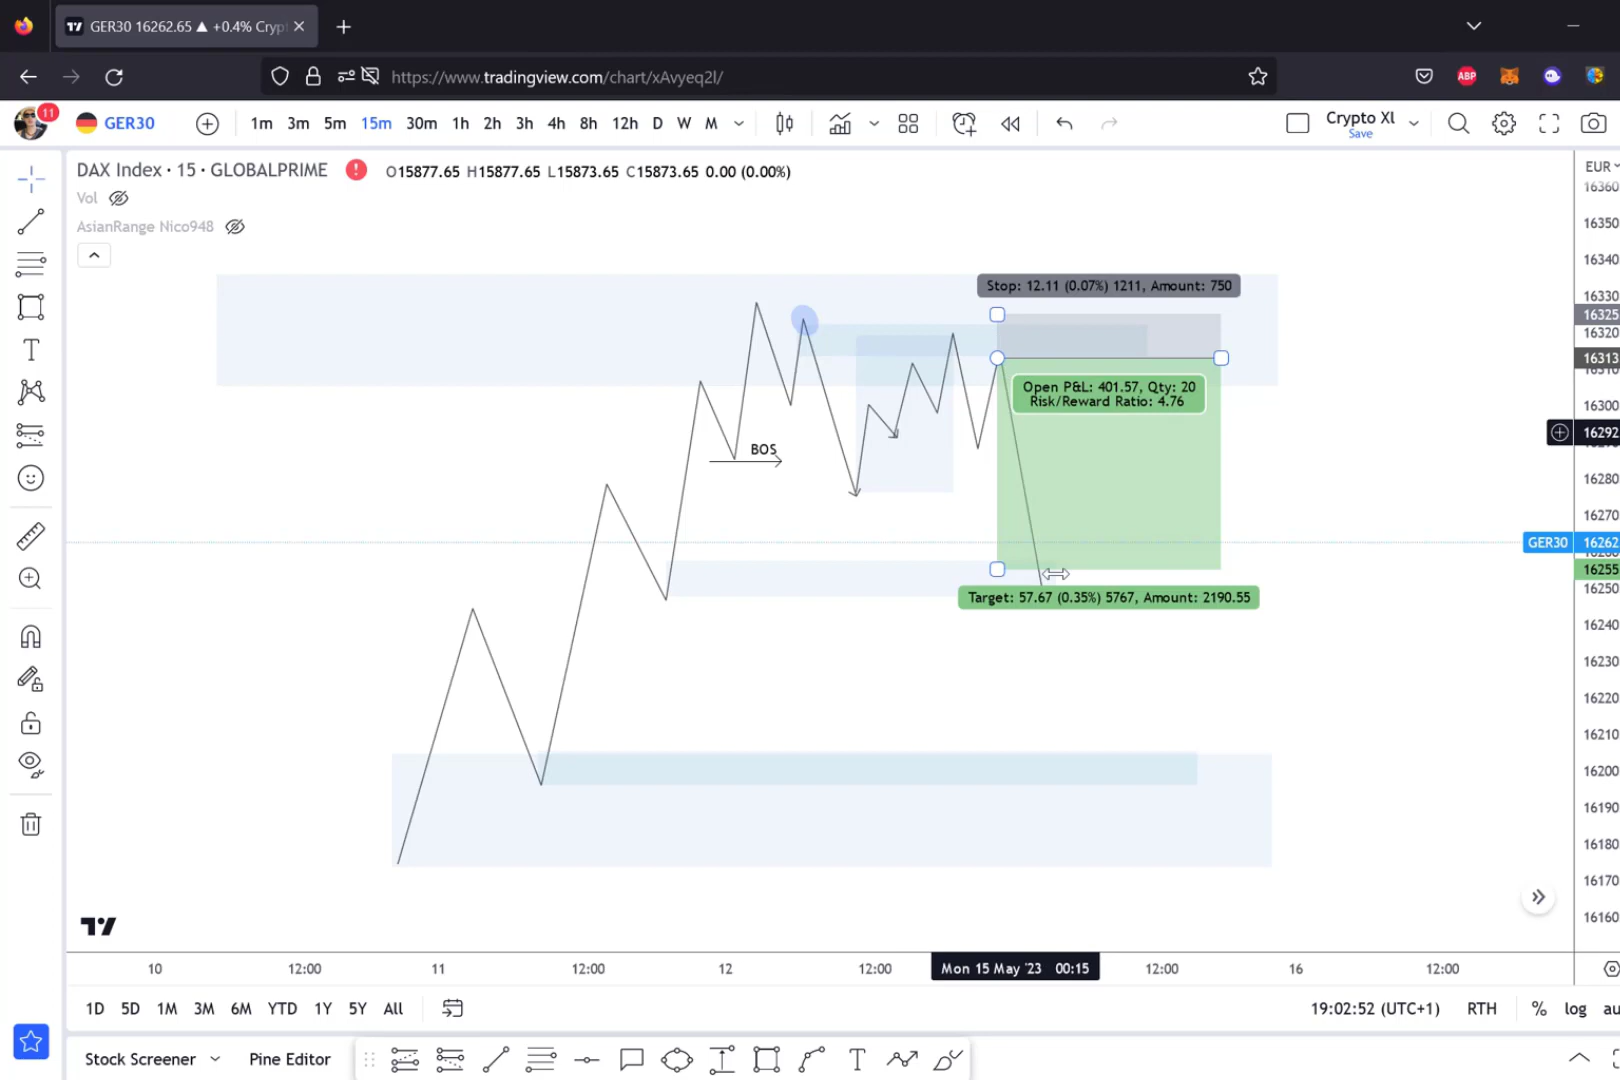 GER30 16262.65 ▲ +0.4% Crypt
https://www.tradingview.com/chart/xAvyeq2l/
ABP
11
GER30
1m 3m 5m 15m 30m 1h 2h 3h 4h 8h 12h D W M
Crypto Xl
Save
DAX Index · 15 · GLOBALPRIME
O15877.65 H15877.65 L15873.65 C15873.65 0.00 (0.00%)
EUR
Vol
AsianRange Nico948
16360
16350
16340
16330
16325
16320
16313
16310
16300
16292
16280
16270
GER30 16262
16255
16250
16240
16230
16220
16210
16200
16190
16180
16170
16160
Stop: 12.11 (0.07%) 1211, Amount: 750
Open P&L: 401.57, Qty: 20
Risk/Reward Ratio: 4.76
BOS
Target: 57.67 (0.35%) 5767, Amount: 2190.55
10 12:00 11 12:00 12 12:00 Mon 15 May '23 00:15 12:00 16 12:00
1D 5D 1M 3M 6M YTD 1Y 5Y All
19:02:52 (UTC+1) RTH % log au
Stock Screener Pine Editor